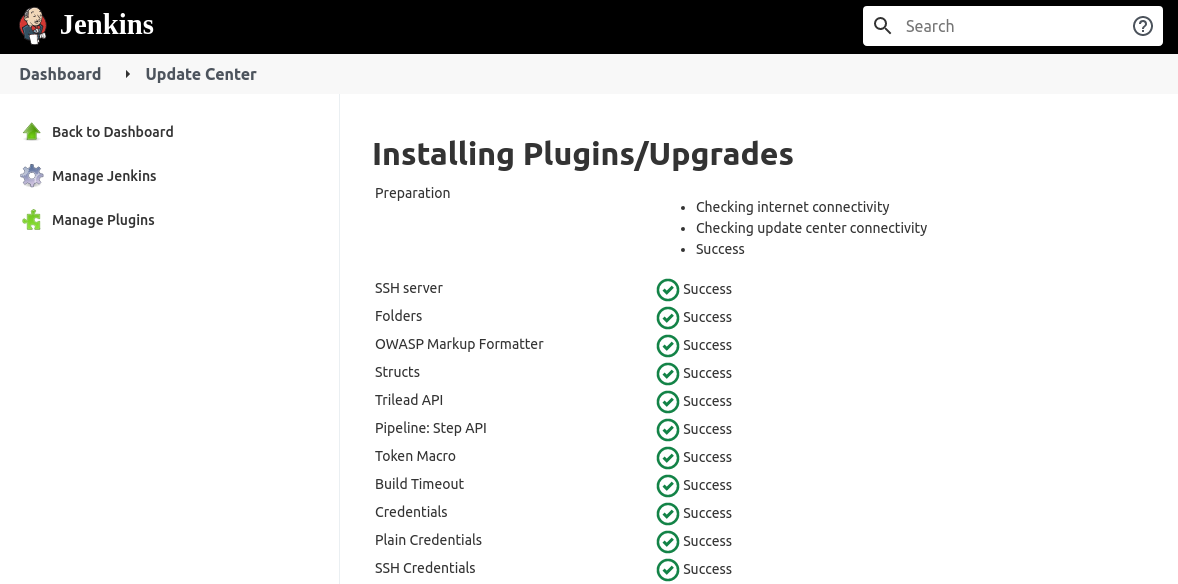 Jenkins
Search
Dashboard Update Center
Back to Dashboard
Manage Jenkins
Manage Plugins
Installing Plugins/Upgrades
Preparation
Checking internet connectivity
Checking update center connectivity
Success
SSH server Success
Folders Success
OWASP Markup Formatter Success
Structs Success
Trilead API Success
Pipeline: Step API Success
Token Macro Success
Build Timeout Success
Credentials Success
Plain Credentials Success
SSH Credentials Success